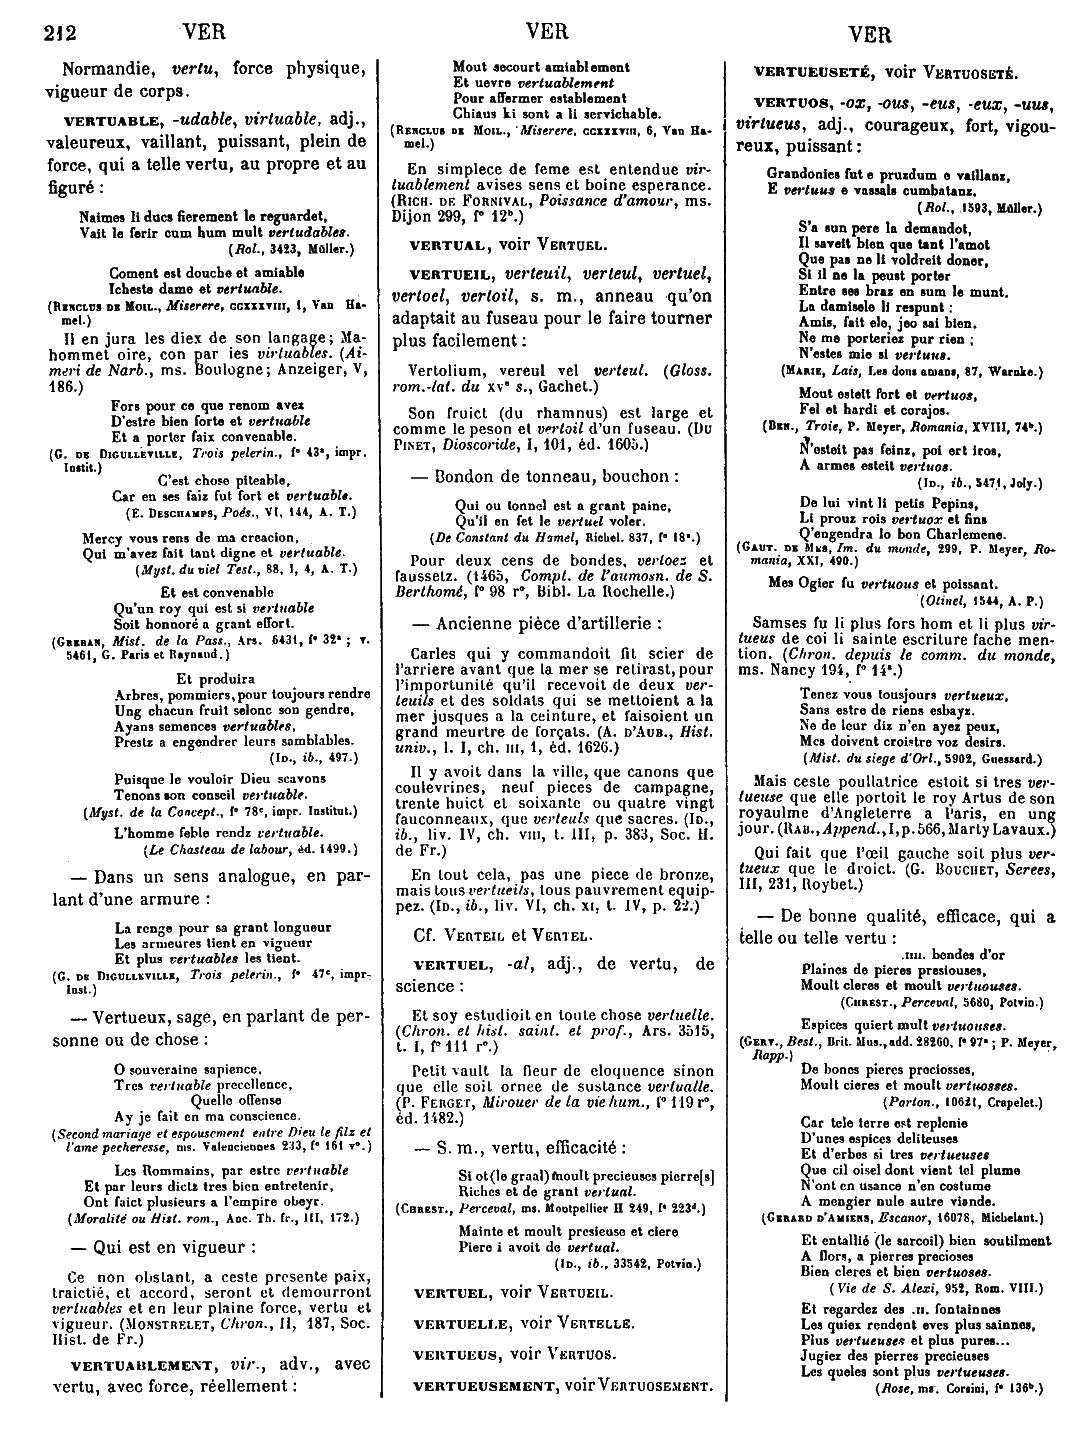 212 VER VER VER
Normandie, vertu, force physique,
vigueur de corps.
VERTUABLE, -udable, virtuable, adj.,
valeureux, vaillant, puissant, plein de
force, qui a telle vertu, au propre et au
figuré :
Naimes li ducs fierement le reguardet,
Vait le ferir cum hum mult vertudables.
(Rol., 3423, Müller.)
Coment est douche et amiable
Icheste dame et vertuable.
(RENCLUS DE MOIL., Miserere, CCXXXVIII, 1, Van Ha-
mel.)
Il en jura les diex de son langage; Ma-
hommet oire, con par ies virtuables. (Ai-
meri de Narb., ms. Boulogne; Anzeiger, V,
186.)
Fors pour ce que renom avez
D'estre bien forte et vertuable
Et a porter faix convenable.
(G. DE DIGULLEVILLE, Trois pelerin., fº 43ª, impr.
Instit.)
C'est chose piteable,
Car en ses faiz fut fort et vertuable.
(E. DESCHAMPS, Poés., VI, 144, A. T.)
Mercy vous rens de ma creacion,
Qui m'avez fait tant digne et vertuable.
(Myst. du viel Test., 88, 1, 4, A. T.)
Et est convenable
Qu'un roy qui est si vertuable
Soit honnoré a grant effort.
(GREBAN, Mist. de la Pass., Ars. 6431, fº 32ª ; v.
5461, G. Paris et Raynaud.)
Et produira
Arbres, pommiers, pour toujours rendre
Ung chacun fruit selonc son gendre,
Ayans semences vertuables,
Prestz a engendrer leurs semblables.
(ID., ib., 497.)
Puisque le vouloir Dieu scavons
Tenons son conseil vertuable.
(Myst. de la Concept., fº 78ᶜ, impr. Institut.)
L'homme feble rendz vertuable.
(Le Chasteau de labour, éd. 1499.)
— Dans un sens analogue, en par-
lant d'une armure :
La renge pour sa grant longueur
Les armeures tient en vigueur
Et plus vertuables les tient.
(G. DE DIGULLEVILLE, Trois pelerin., fº 47ᶜ, impr.
Inst.)
— Vertueux, sage, en parlant de per-
sonne ou de chose :
O souveraine sapience,
Tres vertuable precellence,
Quelle offense
Ay je fait en ma conscience.
(Second mariage et espousement entre Dieu le filz et
l'ame pecheresse, ms. Valenciennes 233, fº 161 vº.)
Les Rommains, par estre vertuable
Et par leurs dictz tres bien entretenir,
Ont faict plusieurs a l'empire obeyr.
(Moralité ou Hist. rom., Anc. Th. fr., III, 172.)
— Qui est en vigueur :
Ce non obstant, a ceste presente paix,
traictié, et accord, seront et demourront
vertuables et en leur plaine force, vertu et
vigueur. (MONSTRELET, Chron., II, 187, Soc.
Hist. de Fr.)
VERTUABLEMENT, vir., adv., avec
vertu, avec force, réellement :
Mout secourt amiablement
Et uevre vertuablement
Pour affermer establement
Chiaus ki sont a li servichable.
(RENCLUS DE MOIL., Miserere, CCXXXVIII, 6, Van Ha-
mel.)
En simplece de feme est entendue vir-
tuablement avises sens et boine esperance.
(RICH. DE FORNIVAL, Poissance d'amour, ms.
Dijon 299, fº 12ᵇ.)
VERTUAL, voir VERTUEL.
VERTUEIL, verteuil, verteul, vertuel,
vertoel, vertoil, s. m., anneau qu'on
adaptait au fuseau pour le faire tourner
plus facilement :
Vertolium, vereul vel verteul. (Gloss.
rom.-lat. du XVᵉ s., Gachet.)
Son fruict (du rhamnus) est large et
comme le peson et vertoil d'un fuseau. (DU
PINET, Dioscoride, I, 101, éd. 1605.)
— Bondon de tonneau, bouchon :
Qui ou tonnel est a grant paine,
Qu'il en fet le vertuel voler.
(De Constant du Hamel, Richel. 837, fº 18ª.)
Pour deux cens de bondes, vertoez et
fausselz. (1465, Compt. de l'aumosn. de S.
Berthomé, fº 98 rº, Bibl. La Rochelle.)
— Ancienne pièce d'artillerie :
Carles qui y commandoit fit scier de
l'arriere avant que la mer se retirast, pour
l'importunité qu'il recevoit de deux ver-
teuils et des soldats qui se mettoient a la
mer jusques a la ceinture, et faisoient un
grand meurtre de forçats. (A. D'AUB., Hist.
univ., l. I, ch. III, 1, éd. 1626.)
Il y avoit dans la ville, que canons que
coulevrines, neuf pieces de campagne,
trente huict et soixante ou quatre vingt
fauconneaux, que verteuls que sacres. (ID.,
ib., liv. IV, ch. VIII, t. III, p. 383, Soc. H.
de Fr.)
En tout cela, pas une piece de bronze,
mais tous vertueils, tous pauvrement equip-
pez. (ID., ib., liv. VI, ch. XI, t. IV, p. 22.)
Cf. VERTEIL et VERTEL.
VERTUEL, -al, adj., de vertu, de
science :
Et soy estudioit en toute chose vertuelle.
(Chron. et hist. saint. et prof., Ars. 3515,
t. I, fº 111 rº.)
Petit vault la fleur de eloquence sinon
que elle soit ornee de sustance vertualle.
(P. FERGET, Mirouer de la vie hum., fº 119 rº,
éd. 1482.)
— S. m., vertu, efficacité :
Si ot (le graal) moult precieuses pierre[s]
Riches et de grant vertual.
(CHREST., Perceval, ms. Montpellier H 249, fº 223ᵈ.)
Mainte et moult presieuse et clere
Piere i avoit de vertual.
(ID., ib., 33542, Potvin.)
VERTUEL, voir VERTUEIL.
VERTUELLE, voir VERTELLE.
VERTUEUS, voir VERTUOS.
VERTUEUSEMENT, voir VERTUOSEMENT.
VERTUEUSETÉ, voir VERTUOSETÉ.
VERTUOS, -ox, -ous, -eus, -eux, -uus,
virtueus, adj., courageux, fort, vigou-
reux, puissant :
Grandonies fut e pruzdum e vaillanz,
E vertuus e vassals cumbatanz.
(Rol., 1593, Müller.)
S'a sun pere la demandot,
Il saveit bien que tant l'amot
Que pas ne li voldreit doner,
Si il ne la peust porter
Entre ses braz en sum le munt.
La damisele li respunt :
Amis, fait ele, jeo sai bien,
Ne me porteriez pur rien ;
N'estes mie si vertuus.
(MARIE, Lais, Les dous amans, 87, Warnke.)
Mout esteit fort et vertuos,
Fel et hardi et corajos.
(BEN., Troie, P. Meyer, Romania, XVIII, 74ᵇ.)
N'esteit pas feinz, poi ert iros,
A armes esteit vertuos.
(ID., ib., 5471, Joly.)
De lui vint li petis Pepins,
Li prouz rois vertuox et fins
Q'engendra lo bon Charlemene.
(GAUT. DE MES, Im. du monde, 299, P. Meyer, Ro-
mania, XXI, 490.)
Mes Ogier fu vertuous et poissant.
(Otinel, 1544, A. P.)
Samses fu li plus fors hom et li plus vir-
tueus de coi li sainte escriture fache men-
tion. (Chron. depuis le comm. du monde,
ms. Nancy 194, fº 14ª.)
Tenez vous tousjours vertueux,
Sans estre de riens esbayz.
Ne de leur diz n'en ayez peux,
Mes doivent croistre voz desirs.
(Mist. du siege d'Orl., 5902, Guessard.)
Mais ceste poullatrice estoit si tres ver-
tueuse que elle portoit le roy Artus de son
royaulme d'Angleterre a Paris, en ung
jour. (RAB., Append., I, p. 566, Marty Lavaux.)
Qui fait que l'œil gauche soit plus ver-
tueux que le droict. (G. BOUCHET, Serees,
III, 231, Roybet.)
— De bonne qualité, efficace, qui a
telle ou telle vertu :
.IIII. bendes d'or
Plaines de pieres presiouses,
Moult cleres et moult vertuouses.
(CHREST., Perceval, 5680, Potvin.)
Espices quiert mult vertuouses.
(GERV., Best., Brit. Mus., add. 28260, fº 97ª ; P. Meyer,
Rapp.)
De bones pieres preciosses,
Moult cieres et moult vertuosses.
(Parton., 10621, Crapelet.)
Car tele terre est replenie
D'unes espices deliteuses
Et d'erbes si tres vertueuses
Que cil oisel dont vient tel plume
N'ont en usance n'en costume
A mengier nule autre viande.
(GERARD D'AMIENS, Escanor, 16078, Michelant.)
Et entallié (le sarcoil) bien soutilment
A flors, a pierres precioses
Bien cleres et bien vertuoses.
(Vie de S. Alexi, 952, Rom. VIII.)
Et regardez des .II. fontainnes
Les quiex rendent eves plus sainnes,
Plus vertueuses et plus pures...
Jugiez des pierres precieuses
Les queles sont plus vertueuses.
(Rose, ms. Corsini, fº 136ᵇ.)